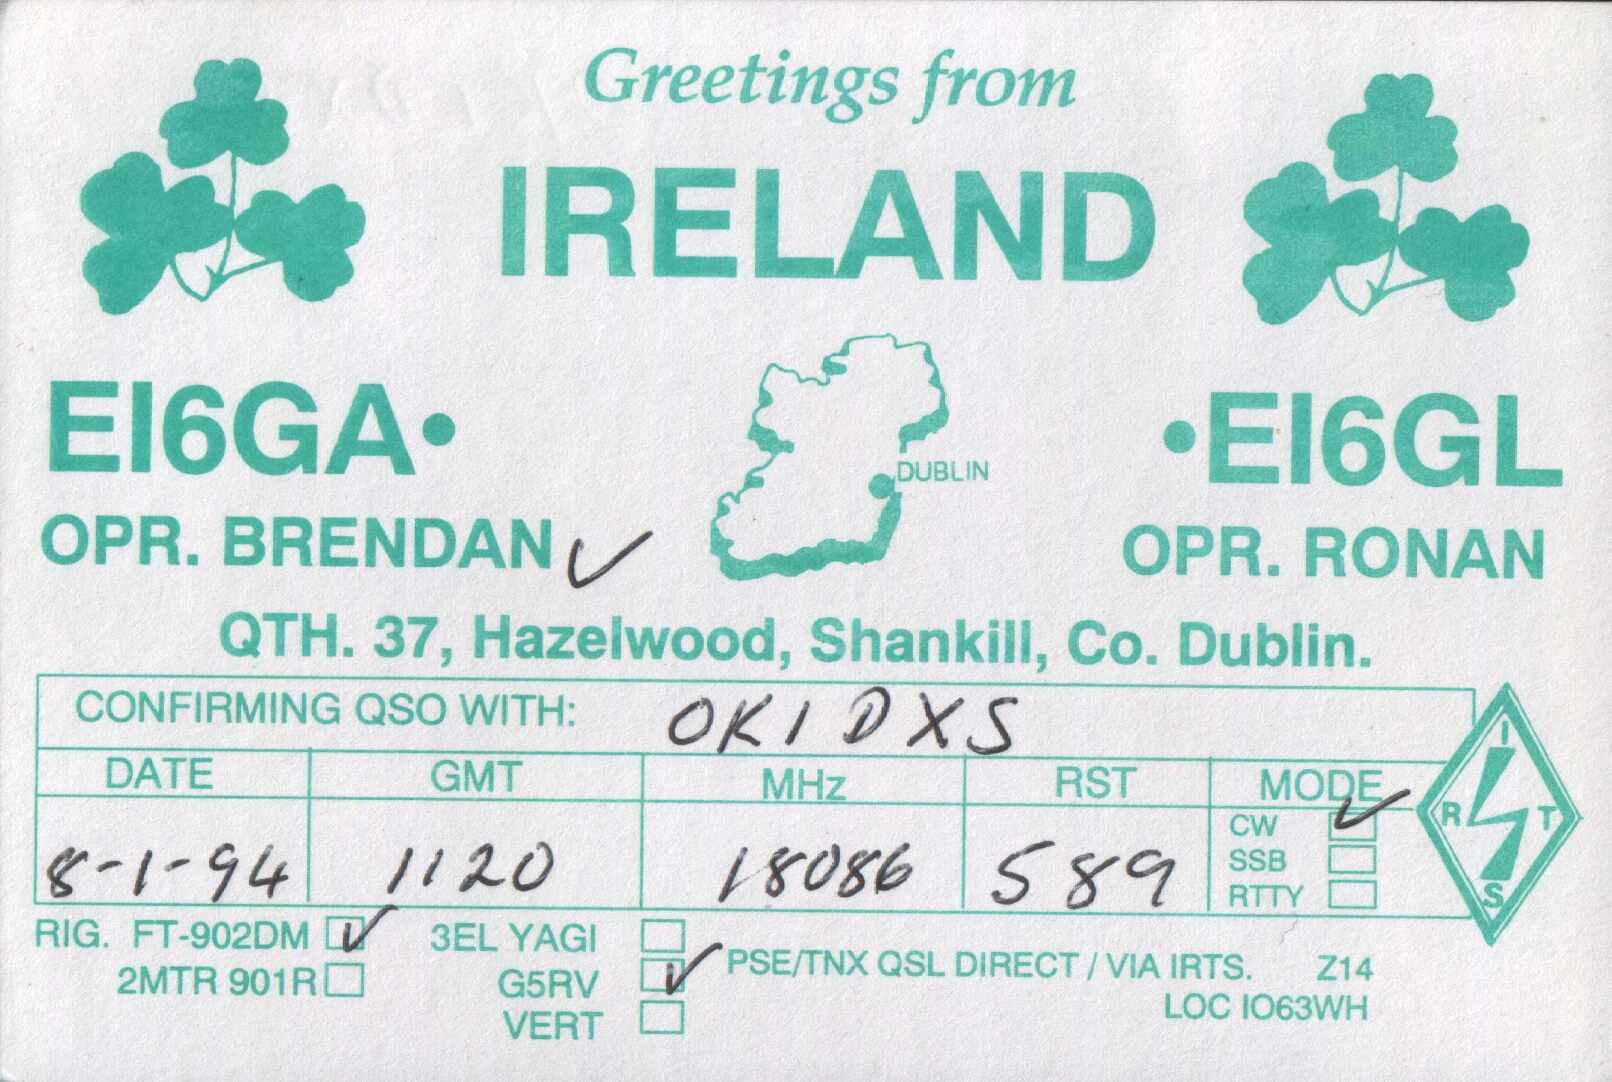 Greetings from
IRELAND
EI6GA• •EI6GL
DUBLIN
OPR. BRENDAN ✓ OPR. RONAN
QTH. 37, Hazelwood, Shankill, Co. Dublin.
CONFIRMING QSO WITH: OK1DXS
DATE GMT MHz RST MODE
8-1-94 1120 18086 589
CW ✓
SSB
RTTY
I R T S
RIG. FT-902DM ✓ 3EL YAGI
2MTR 901R G5RV ✓ PSE/TNX QSL DIRECT / VIA IRTS. Z14
VERT LOC IO63WH